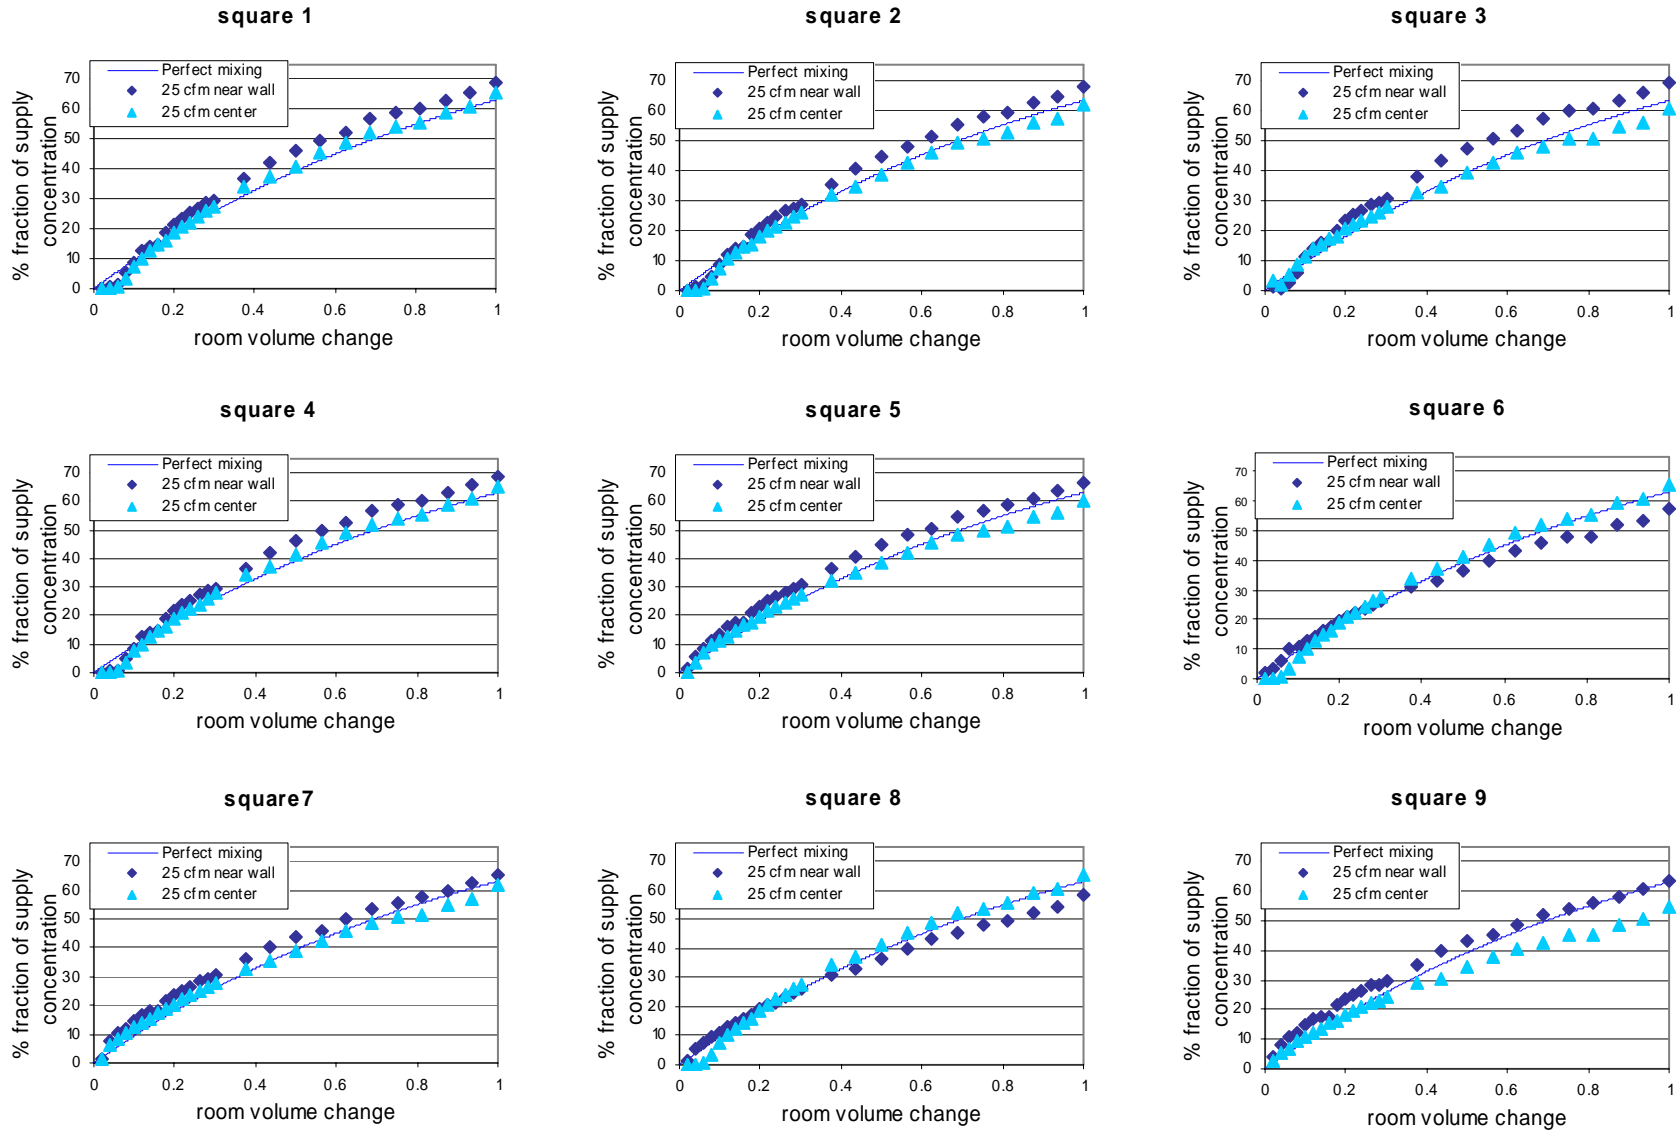 square 1
% fraction of supply
concentration
Perfect mixing
25 cfm near wall
25 cfm center
70
60
50
40
30
20
10
0
0 0.2 0.4 0.6 0.8 1
room volume change
square 2
% fraction of supply
concentration
Perfect mixing
25 cfm near wall
25 cfm center
70
60
50
40
30
20
10
0
0 0.2 0.4 0.6 0.8 1
room volume change
square 3
% fraction of supply
concentration
Perfect mixing
25 cfm near wall
25 cfm center
70
60
50
40
30
20
10
0
0 0.2 0.4 0.6 0.8 1
room volume change
square 4
% fraction of supply
concentration
Perfect mixing
25 cfm near wall
25 cfm center
70
60
50
40
30
20
10
0
0 0.2 0.4 0.6 0.8 1
room volume change
square 5
% fraction of supply
concentration
Perfect mixing
25 cfm near wall
25 cfm center
70
60
50
40
30
20
10
0
0 0.2 0.4 0.6 0.8 1
room volume change
square 6
% fraction of supply
concentration
Perfect mixing
25 cfm near wall
25 cfm center
70
60
50
40
30
20
10
0
0 0.2 0.4 0.6 0.8 1
room volume change
square7
% fraction of supply
concentration
Perfect mixing
25 cfm near wall
25 cfm center
70
60
50
40
30
20
10
0
0 0.2 0.4 0.6 0.8 1
room volume change
square 8
% fraction of supply
concentration
Perfect mixing
25 cfm near wall
25 cfm center
70
60
50
40
30
20
10
0
0 0.2 0.4 0.6 0.8 1
room volume change
square 9
% fraction of supply
concentration
Perfect mixing
25 cfm near wall
25 cfm center
70
60
50
40
30
20
10
0
0 0.2 0.4 0.6 0.8 1
room volume change